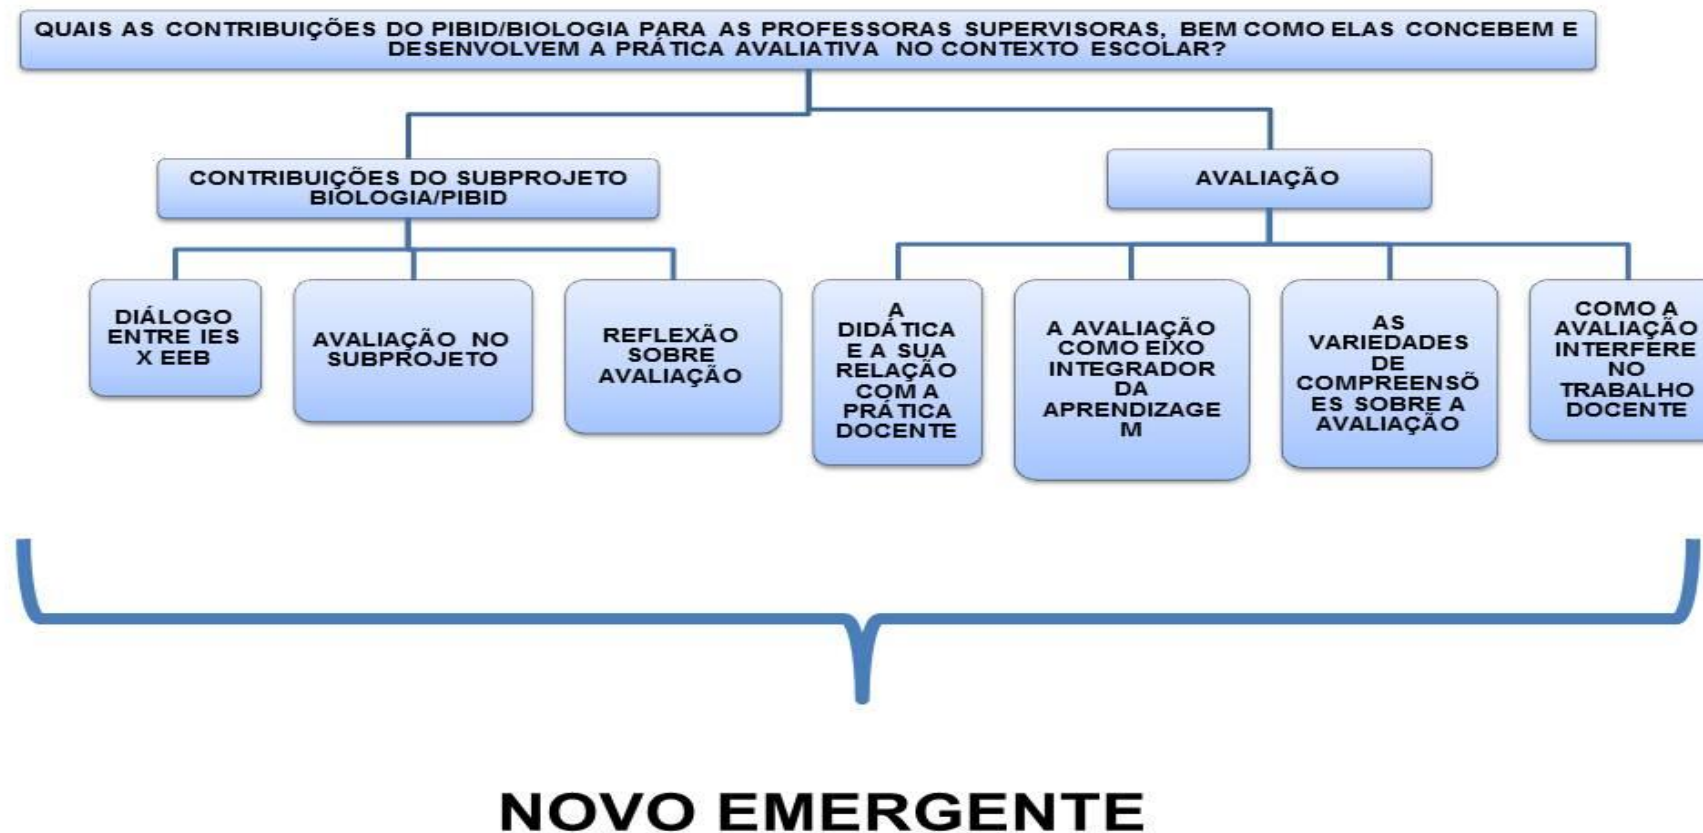 QUAIS AS CONTRIBUIÇÕES DO PIBID/BIOLOGIA PARA AS PROFESSORAS SUPERVISORAS, BEM COMO ELAS CONCEBEM E
DESENVOLVEM A PRÁTICA AVALIATIVA NO CONTEXTO ESCOLAR?
CONTRIBUIÇÕES DO SUBPROJETO
BIOLOGIA/PIBID
AVALIAÇÃO
DIÁLOGO
ENTRE IES
X EEB
AVALIAÇÃO NO
SUBPROJETO
REFLEXÃO
SOBRE
AVALIAÇÃO
A
DIDÁTICA
E A SUA
RELAÇÃO
COM A
PRÁTICA
DOCENTE
A AVALIAÇÃO
COMO EIXO
INTEGRADOR
DA
APRENDIZAGE
M
AS
VARIEDADES
DE
COMPREENSÕ
ES SOBRE A
AVALIAÇÃO
COMO A
AVALIAÇÃO
INTERFERE
NO
TRABALHO
DOCENTE
NOVO EMERGENTE